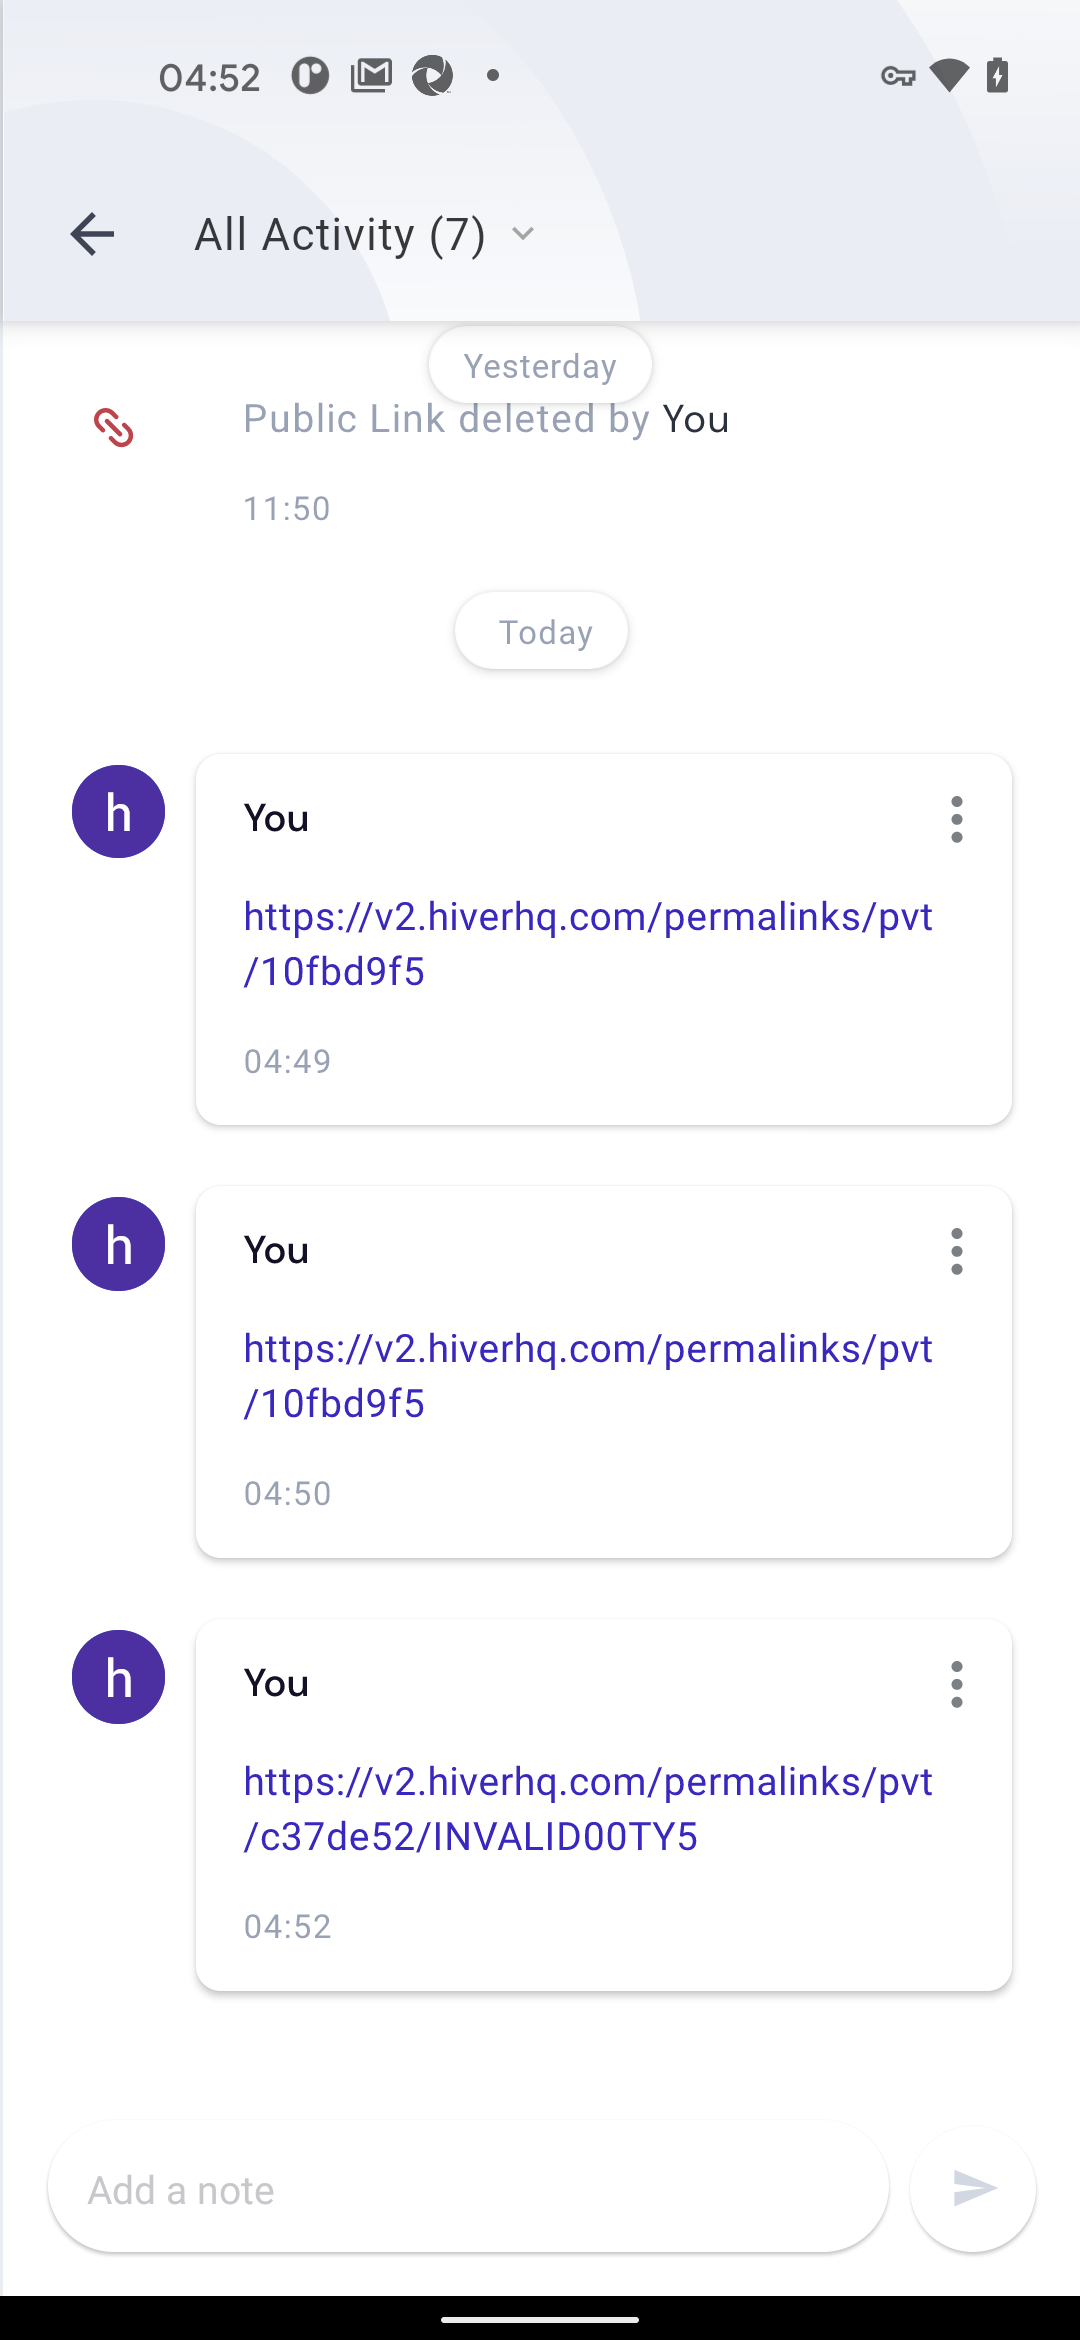 04:52
All Activity (7)
Yesterday
Public Link deleted by You
11:50
Today
h
You
https://v2.hiverhq.com/permalinks/pvt
/10fbd9f5
04:49
h
You
https://v2.hiverhq.com/permalinks/pvt
/10fbd9f5
04:50
h
You
https://v2.hiverhq.com/permalinks/pvt
/c37de52/INVALID00TY5
04:52
Add a note